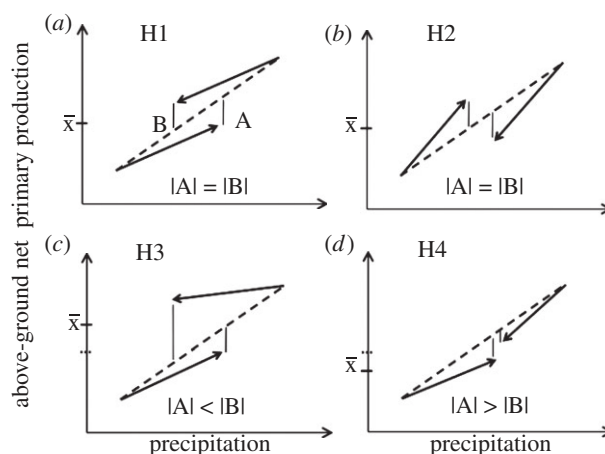 (a) H1
x̄
B A
|A| = |B|
(b) H2
x̄
|A| = |B|
(c) H3
x̄
|A| < |B|
precipitation
(d) H4
x̄
|A| > |B|
precipitation
above-ground net primary production